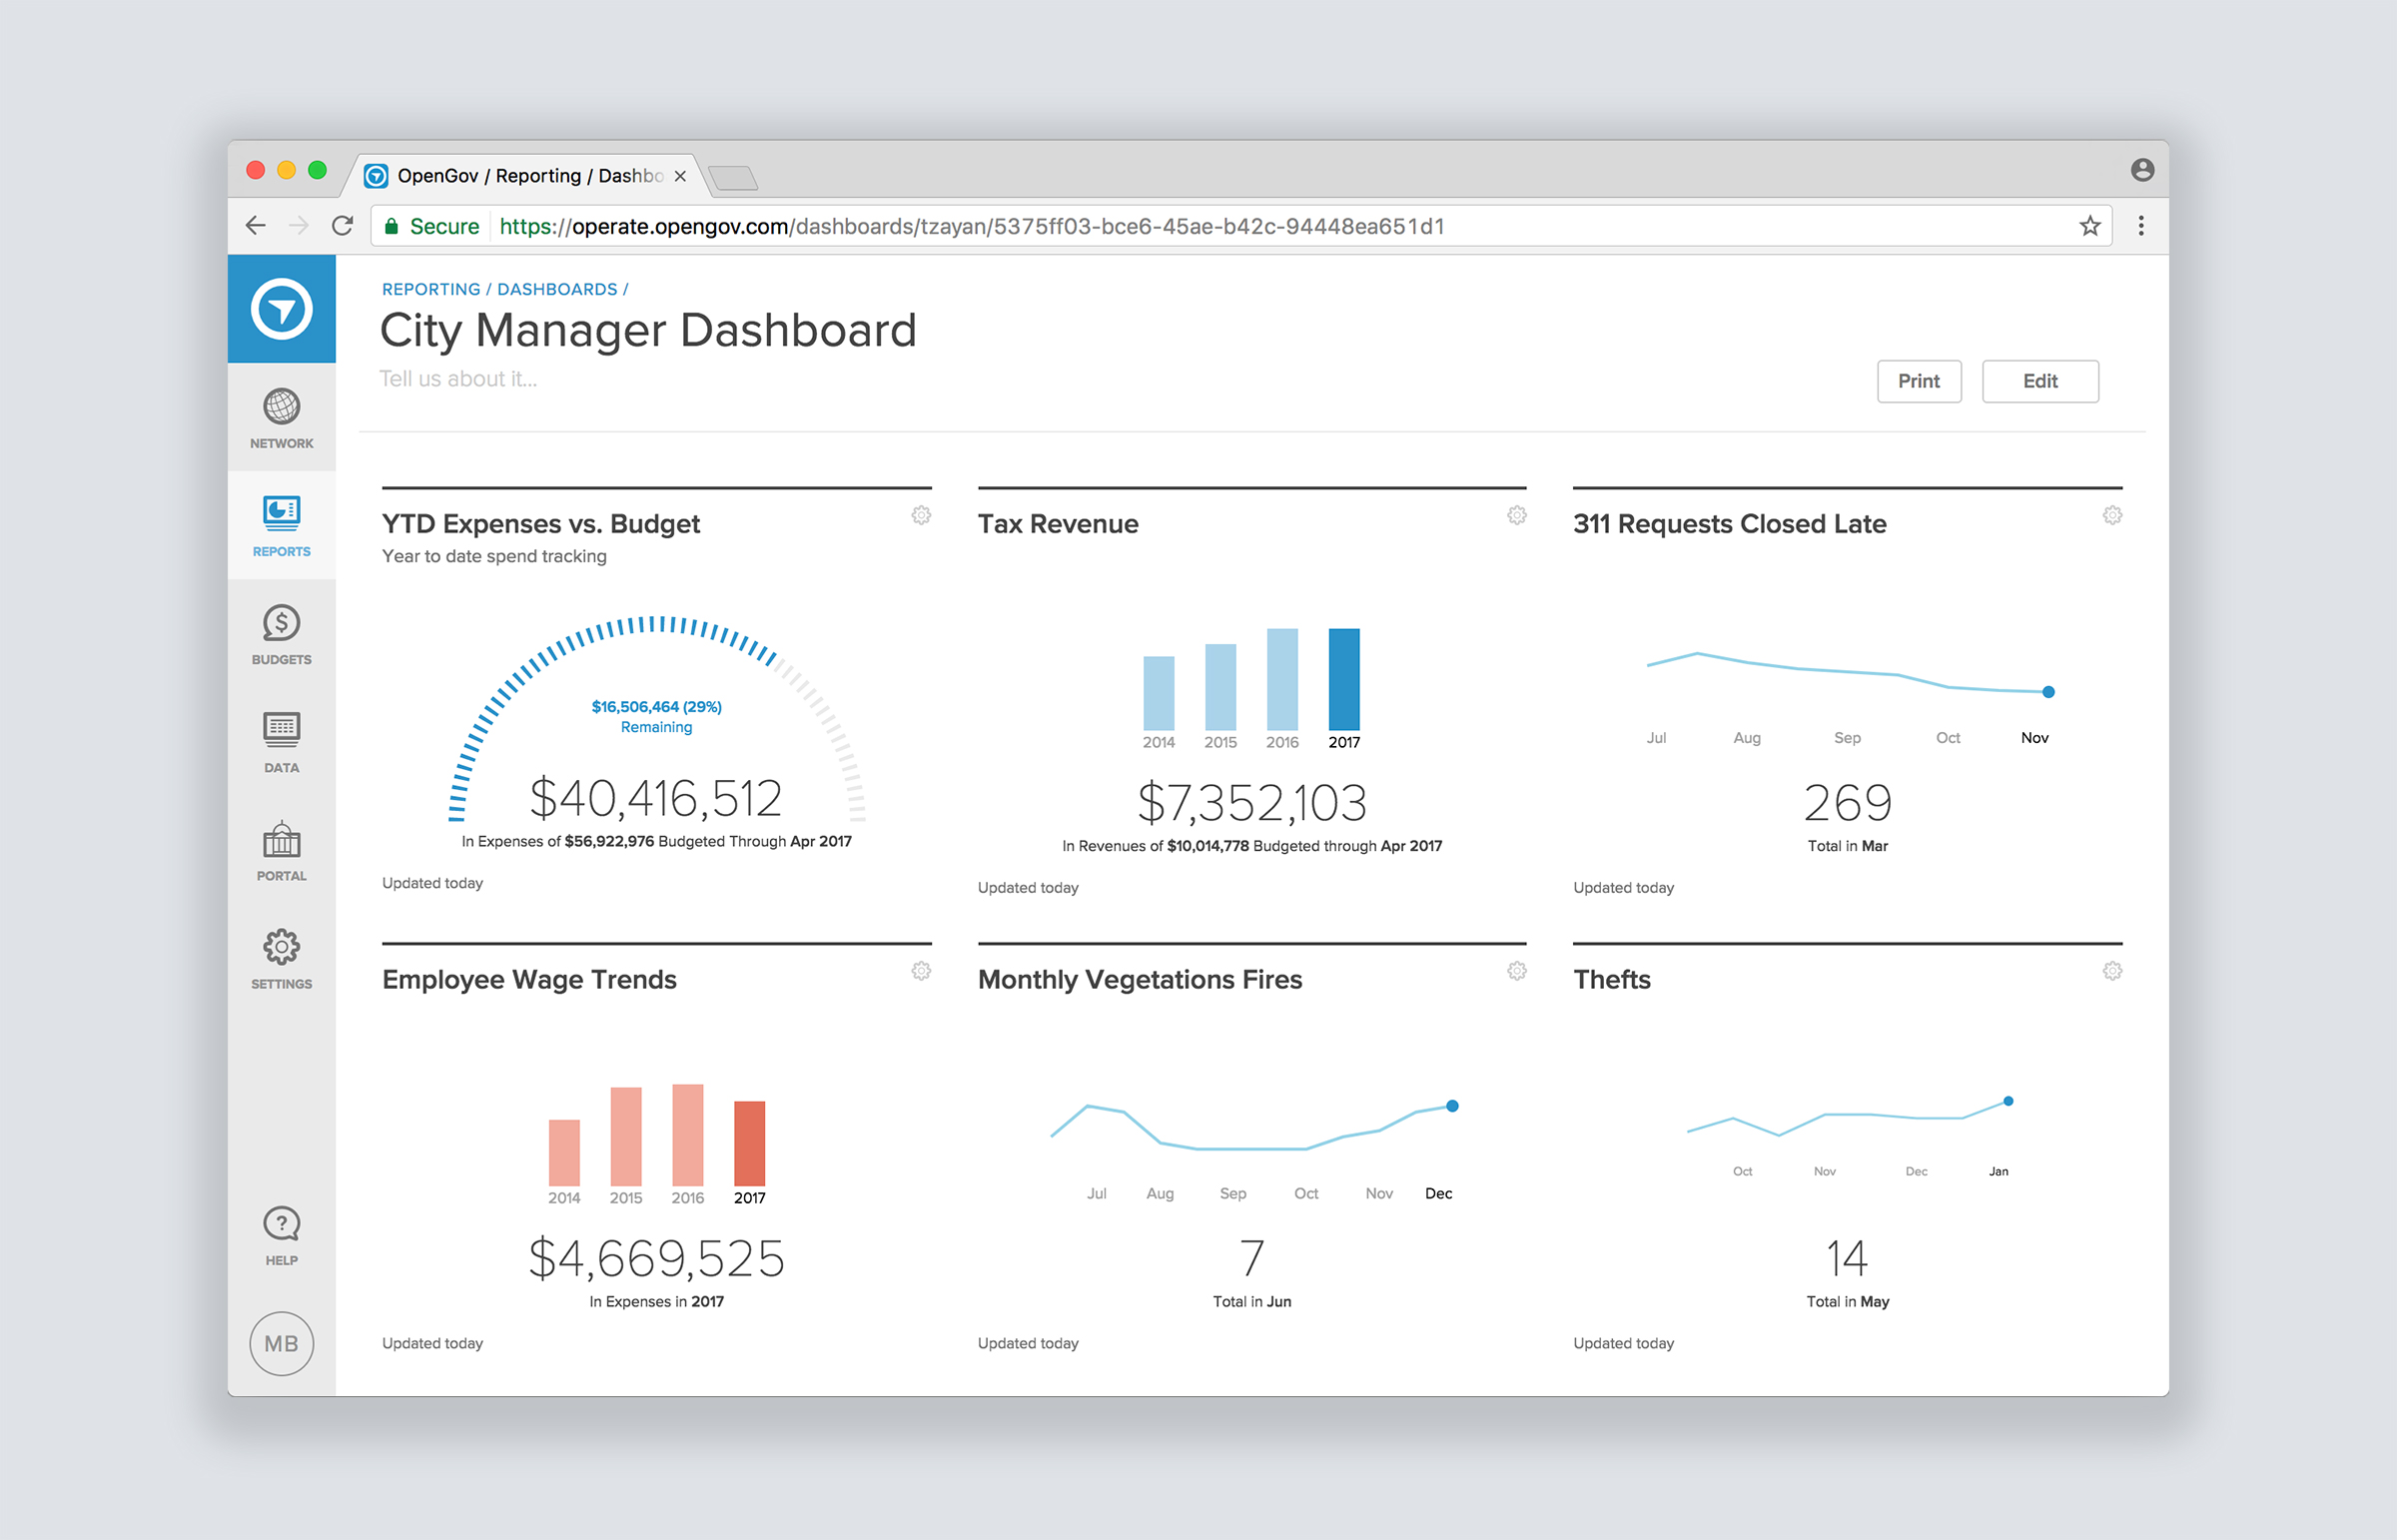 OpenGov / Reporting / Dashbo
Secure https://operate.opengov.com/dashboards/tzayan/5375ff03-bce6-45ae-b42c-94448ea651d1
REPORTING / DASHBOARDS /
City Manager Dashboard
Tell us about it...
Print
Edit
NETWORK
REPORTS
BUDGETS
DATA
PORTAL
SETTINGS
HELP
MB
YTD Expenses vs. Budget
Year to date spend tracking
$16,506,464 (29%)
Remaining
$40,416,512
In Expenses of $56,922,976 Budgeted Through Apr 2017
Updated today
Tax Revenue
2014 2015 2016 2017
$7,352,103
In Revenues of $10,014,778 Budgeted through Apr 2017
Updated today
311 Requests Closed Late
Jul Aug Sep Oct Nov
269
Total in Mar
Updated today
Employee Wage Trends
2014 2015 2016 2017
$4,669,525
In Expenses in 2017
Updated today
Monthly Vegetations Fires
Jul Aug Sep Oct Nov Dec
7
Total in Jun
Updated today
Thefts
Oct Nov Dec Jan
14
Total in May
Updated today